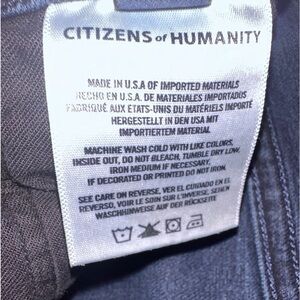 CITIZENS of HUMANITY
MADE IN U.S.A OF IMPORTED MATERIALS
HECHO EN U.S.A. DE MATERIALES IMPORTADOS
FABRIQUÉ AUX ÉTATS-UNIS DU MATÉRIELS IMPORTÉ
HERGESTELLT IN DEN USA MIT
IMPORTIERTEM MATERIAL
MACHINE WASH COLD WITH LIKE COLORS,
INSIDE OUT, DO NOT BLEACH, TUMBLE DRY LOW.
IRON MEDIUM IF NECESSARY.
IF DECORATED OR PRINTED DO NOT IRON.
SEE CARE ON REVERSE, VER EL CUIDADO EN EL
REVERSO, VOIR LE SOIN SUR L'INVERSE, SEHEN
WASCHHINWEISE AUF DER RÜCKSEITE